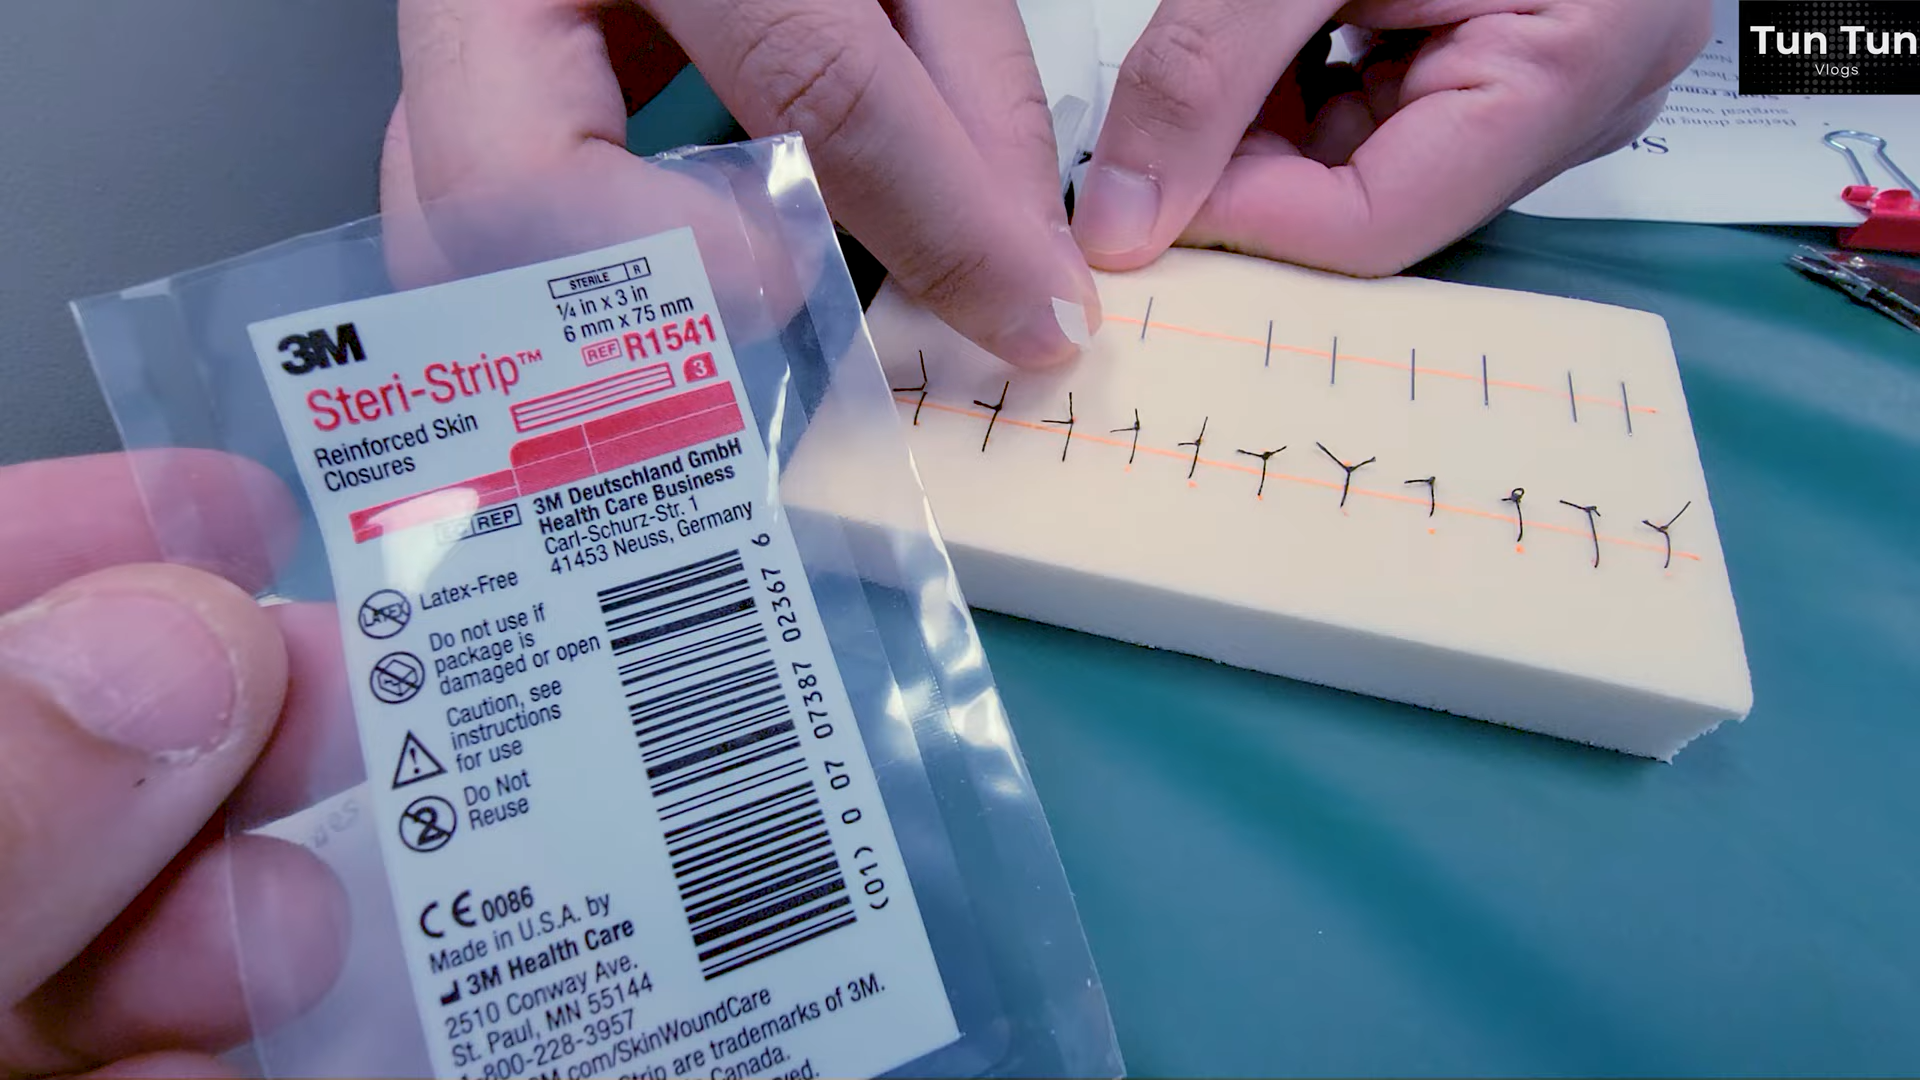 Tun Tun
Vlogs
STERILE R
1/4 in x 3 in
6 mm x 75 mm
REF R1541
3M
Steri-Strip™
3
Reinforced Skin
Closures
REP
3M Deutschland GmbH
Health Care Business
Carl-Schurz-Str. 1
41453 Neuss, Germany
LATEX
Latex-Free
Do not use if
package is
damaged or open
Caution, see
instructions
for use
2
Do Not
Reuse
(01) 0 07 07387 02367 6
CE 0086
Made in U.S.A. by
3M Health Care
2510 Conway Ave.
St. Paul, MN 55144
1-800-228-3957
3M.com/SkinWoundCare
Strip are trademarks of 3M.
Canada.
Before doing
surgical